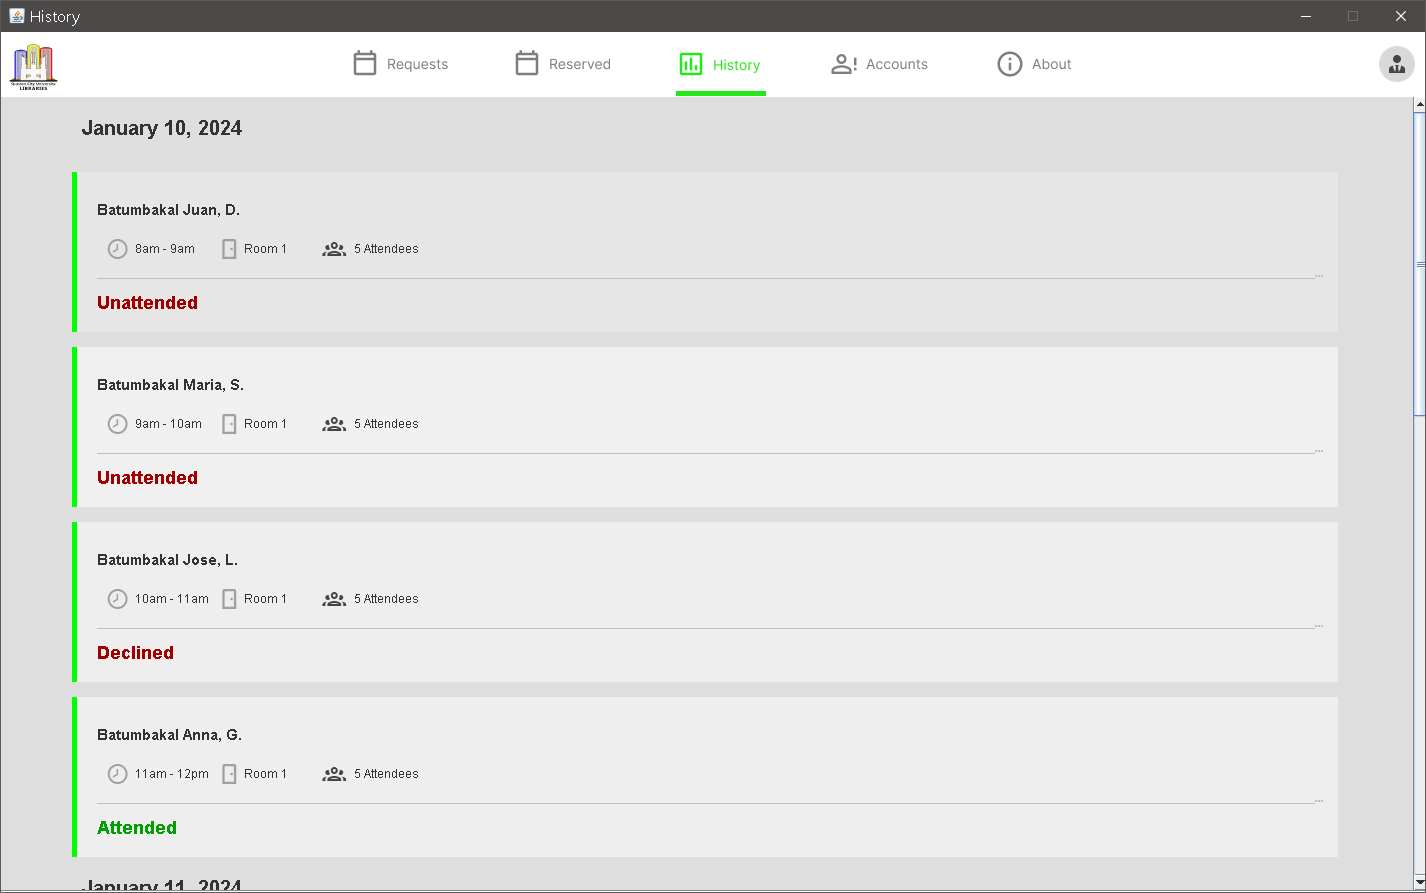 History
Requests
Reserved
History
Accounts
About
Quezon City University
LIBRARIES
January 10, 2024
Batumbakal Juan, D.
8am - 9am Room 1 5 Attendees
...
Unattended
Batumbakal Maria, S.
9am - 10am Room 1 5 Attendees
...
Unattended
Batumbakal Jose, L.
10am - 11am Room 1 5 Attendees
...
Declined
Batumbakal Anna, G.
11am - 12pm Room 1 5 Attendees
...
Attended
January 11, 2024